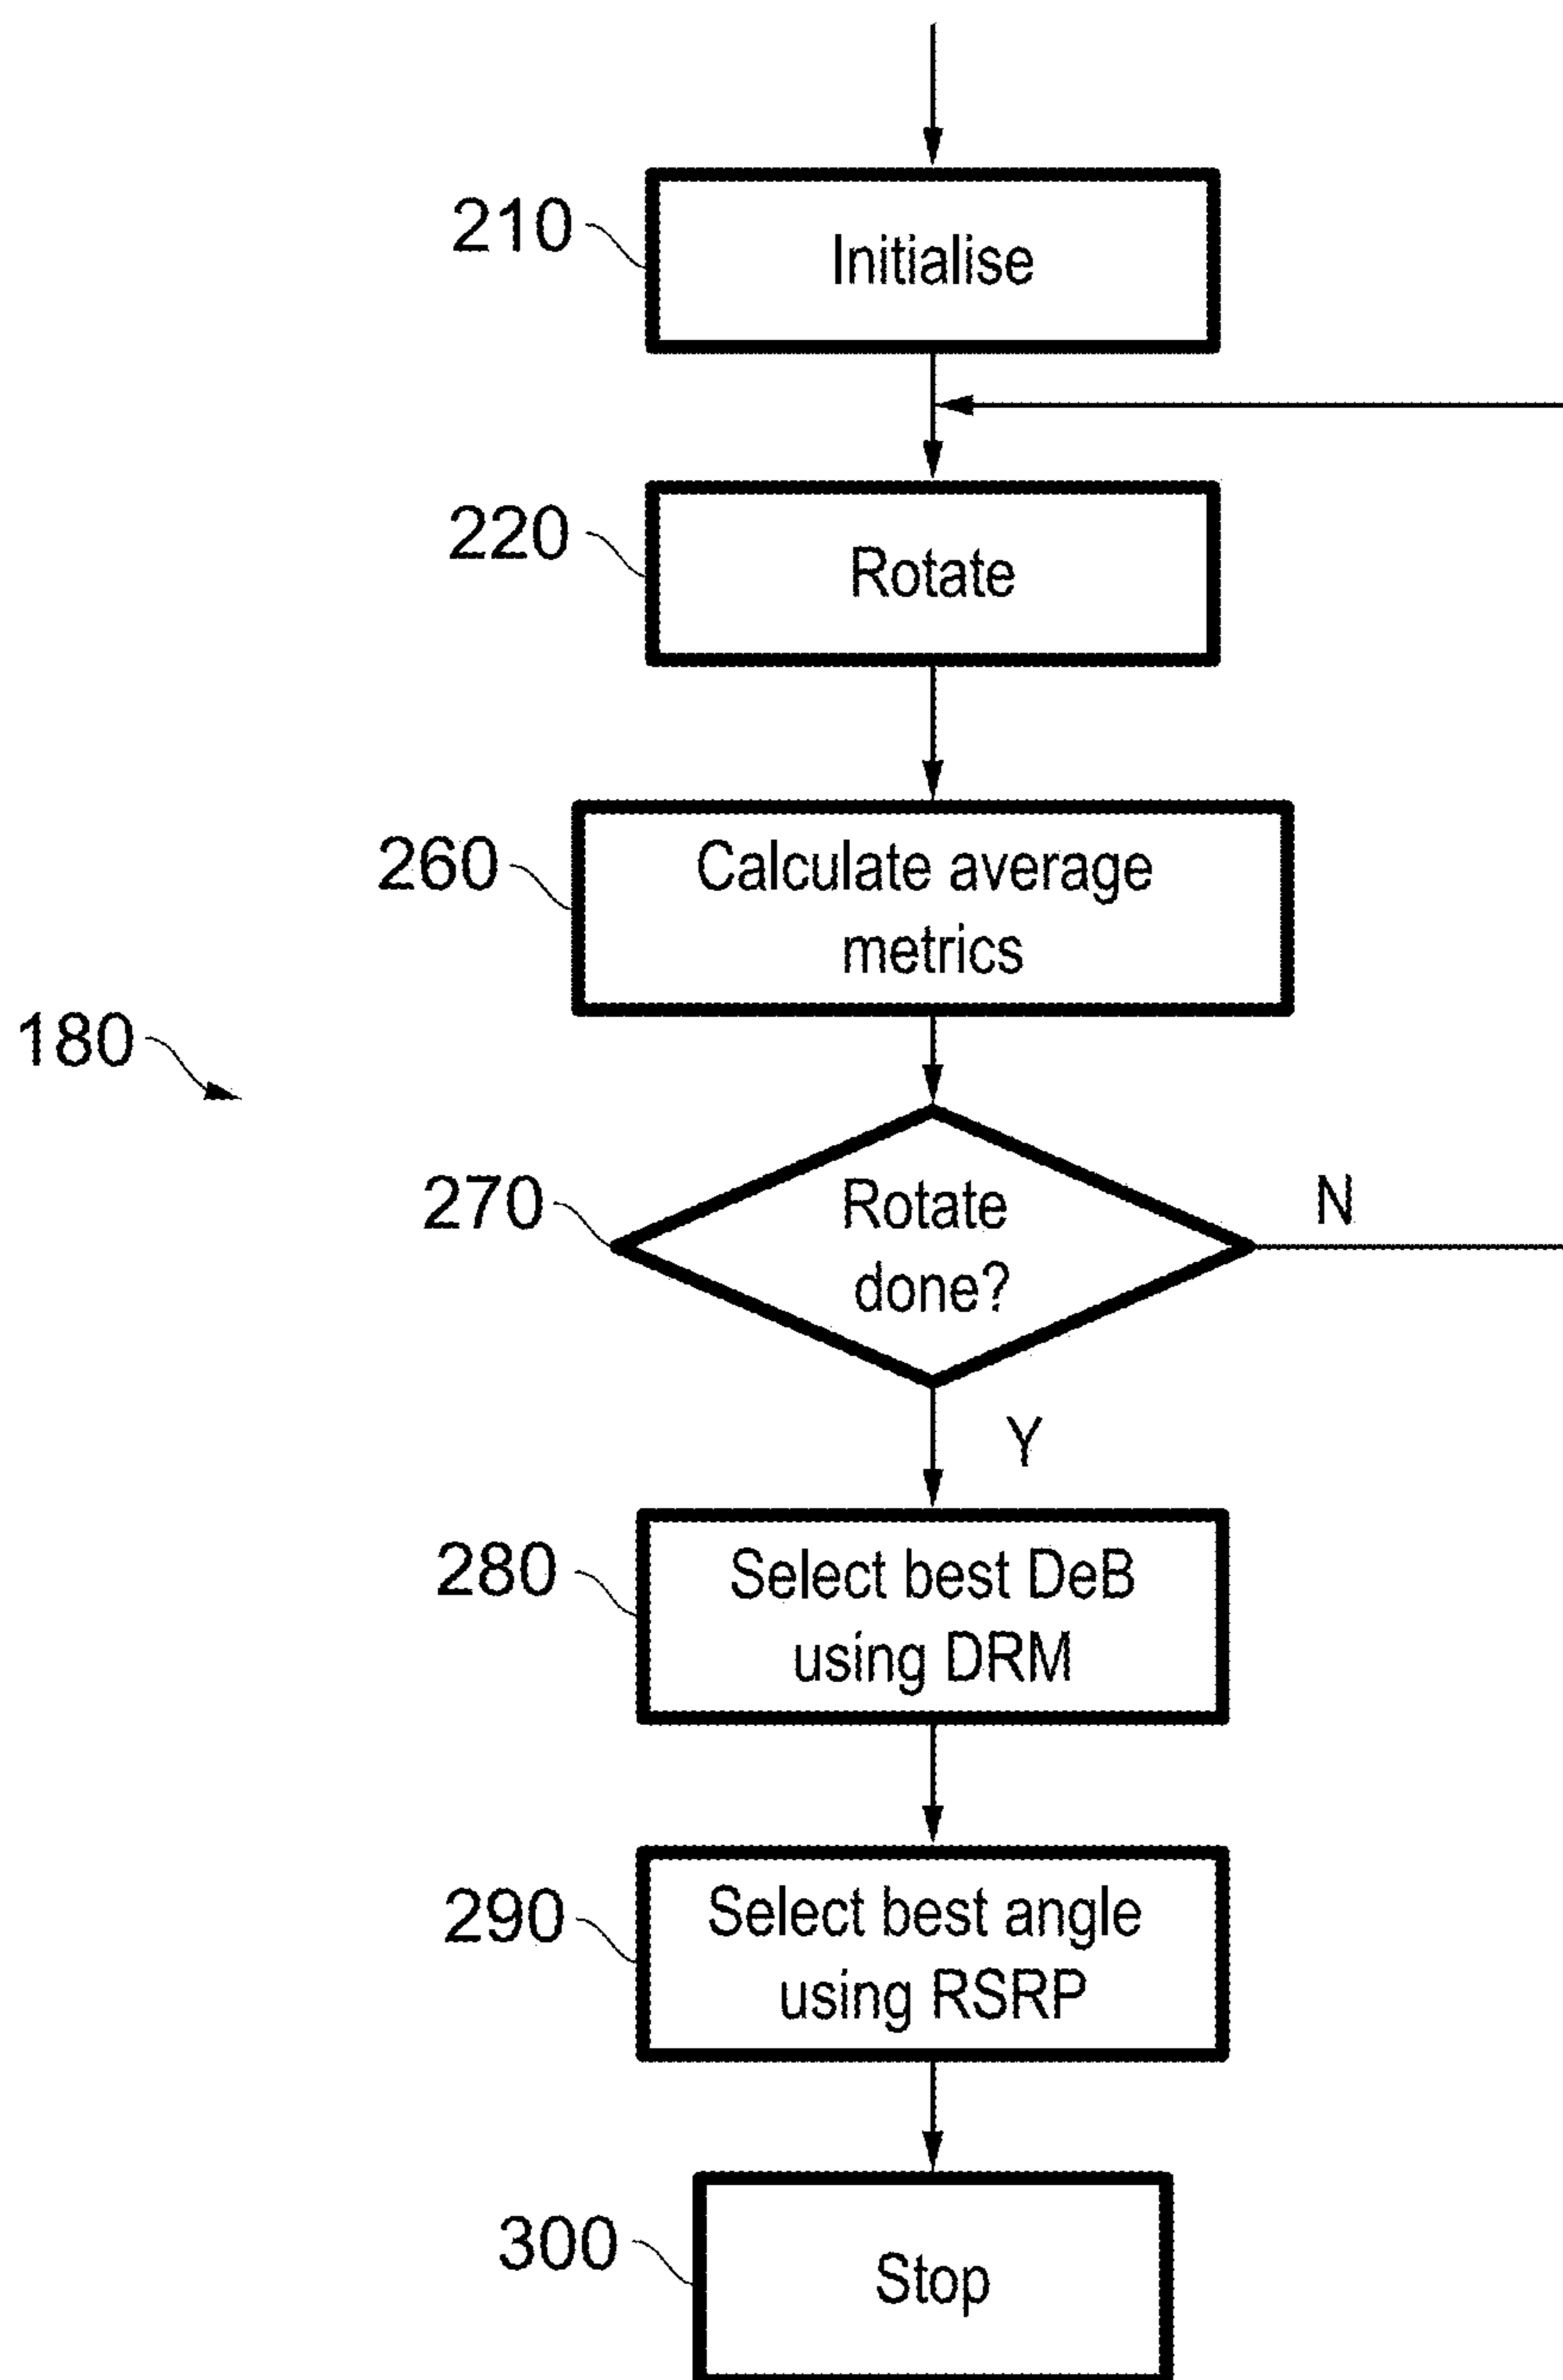 210
Initialise
220
Rotate
260
Calculate average
metrics
180
270
Rotate
done?
N
Y
280
Select best DeB
using DRM
290
Select best angle
using RSRP
300
Stop